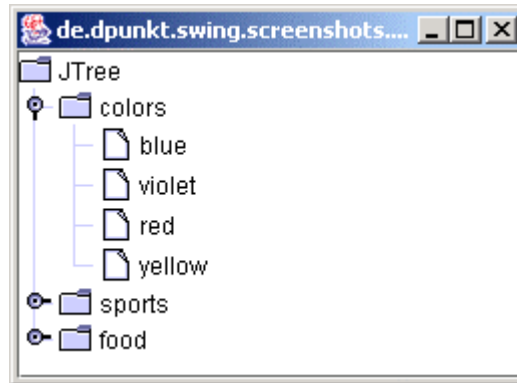 de.dpunkt.swing.screenshots....
JTree
colors
blue
violet
red
yellow
sports
food